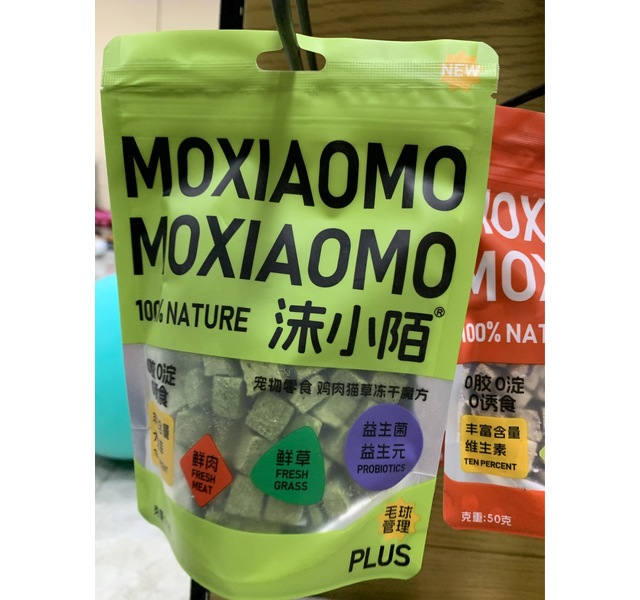 NEW
MOXIAOMO
MOXIAOMO
100% NATURE
沫小陌®
0淀
宠物零食 鸡肉猫草冻干魔方
鲜肉
FRESH
MEAT
鲜草
FRESH
GRASS
益生菌
益生元
PROBIOTICS
毛球
管理
PLUS
100% NAT
0胶 0淀
0诱食
丰富含量
维生素
TEN PERCENT
克重:50克